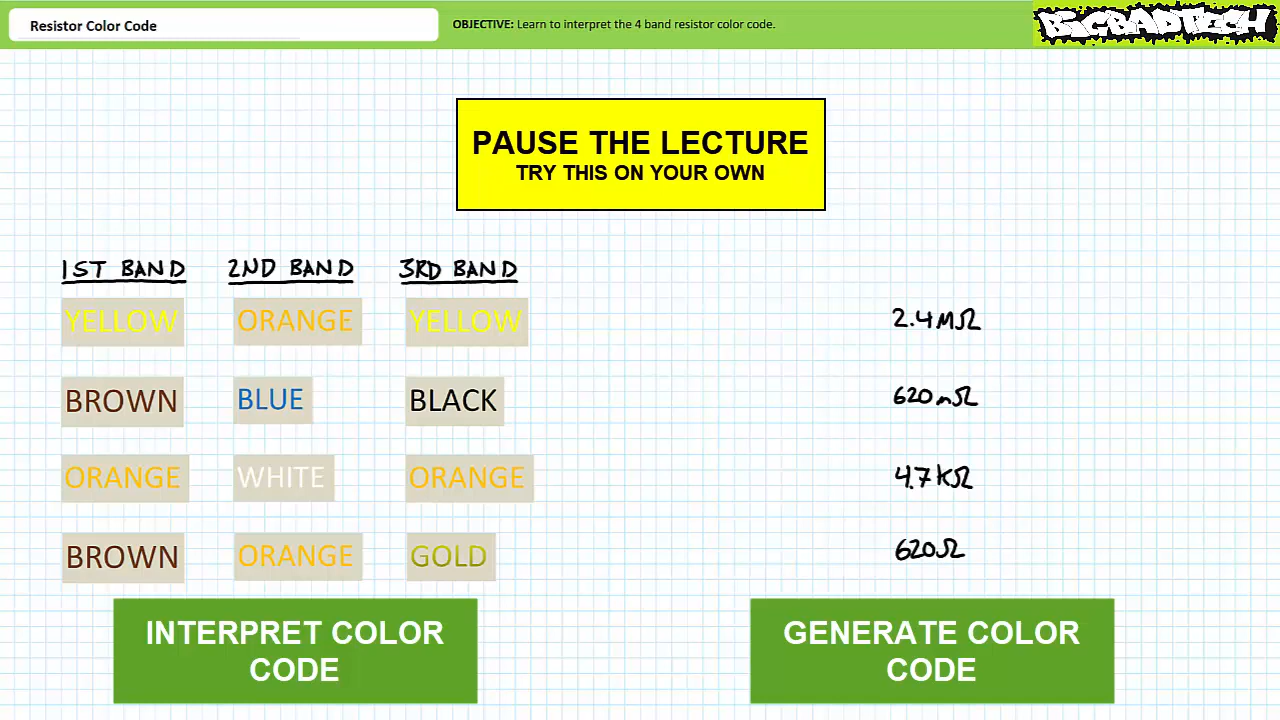 Resistor Color Code
OBJECTIVE: Learn to interpret the 4 band resistor color code.
BIGBADTECH
PAUSE THE LECTURE
TRY THIS ON YOUR OWN
1ST BAND 2ND BAND 3RD BAND
YELLOW ORANGE YELLOW 2.4MΩ
BROWN BLUE BLACK 620mΩ
ORANGE WHITE ORANGE 4.7KΩ
BROWN ORANGE GOLD 620Ω
INTERPRET COLOR
CODE
GENERATE COLOR
CODE